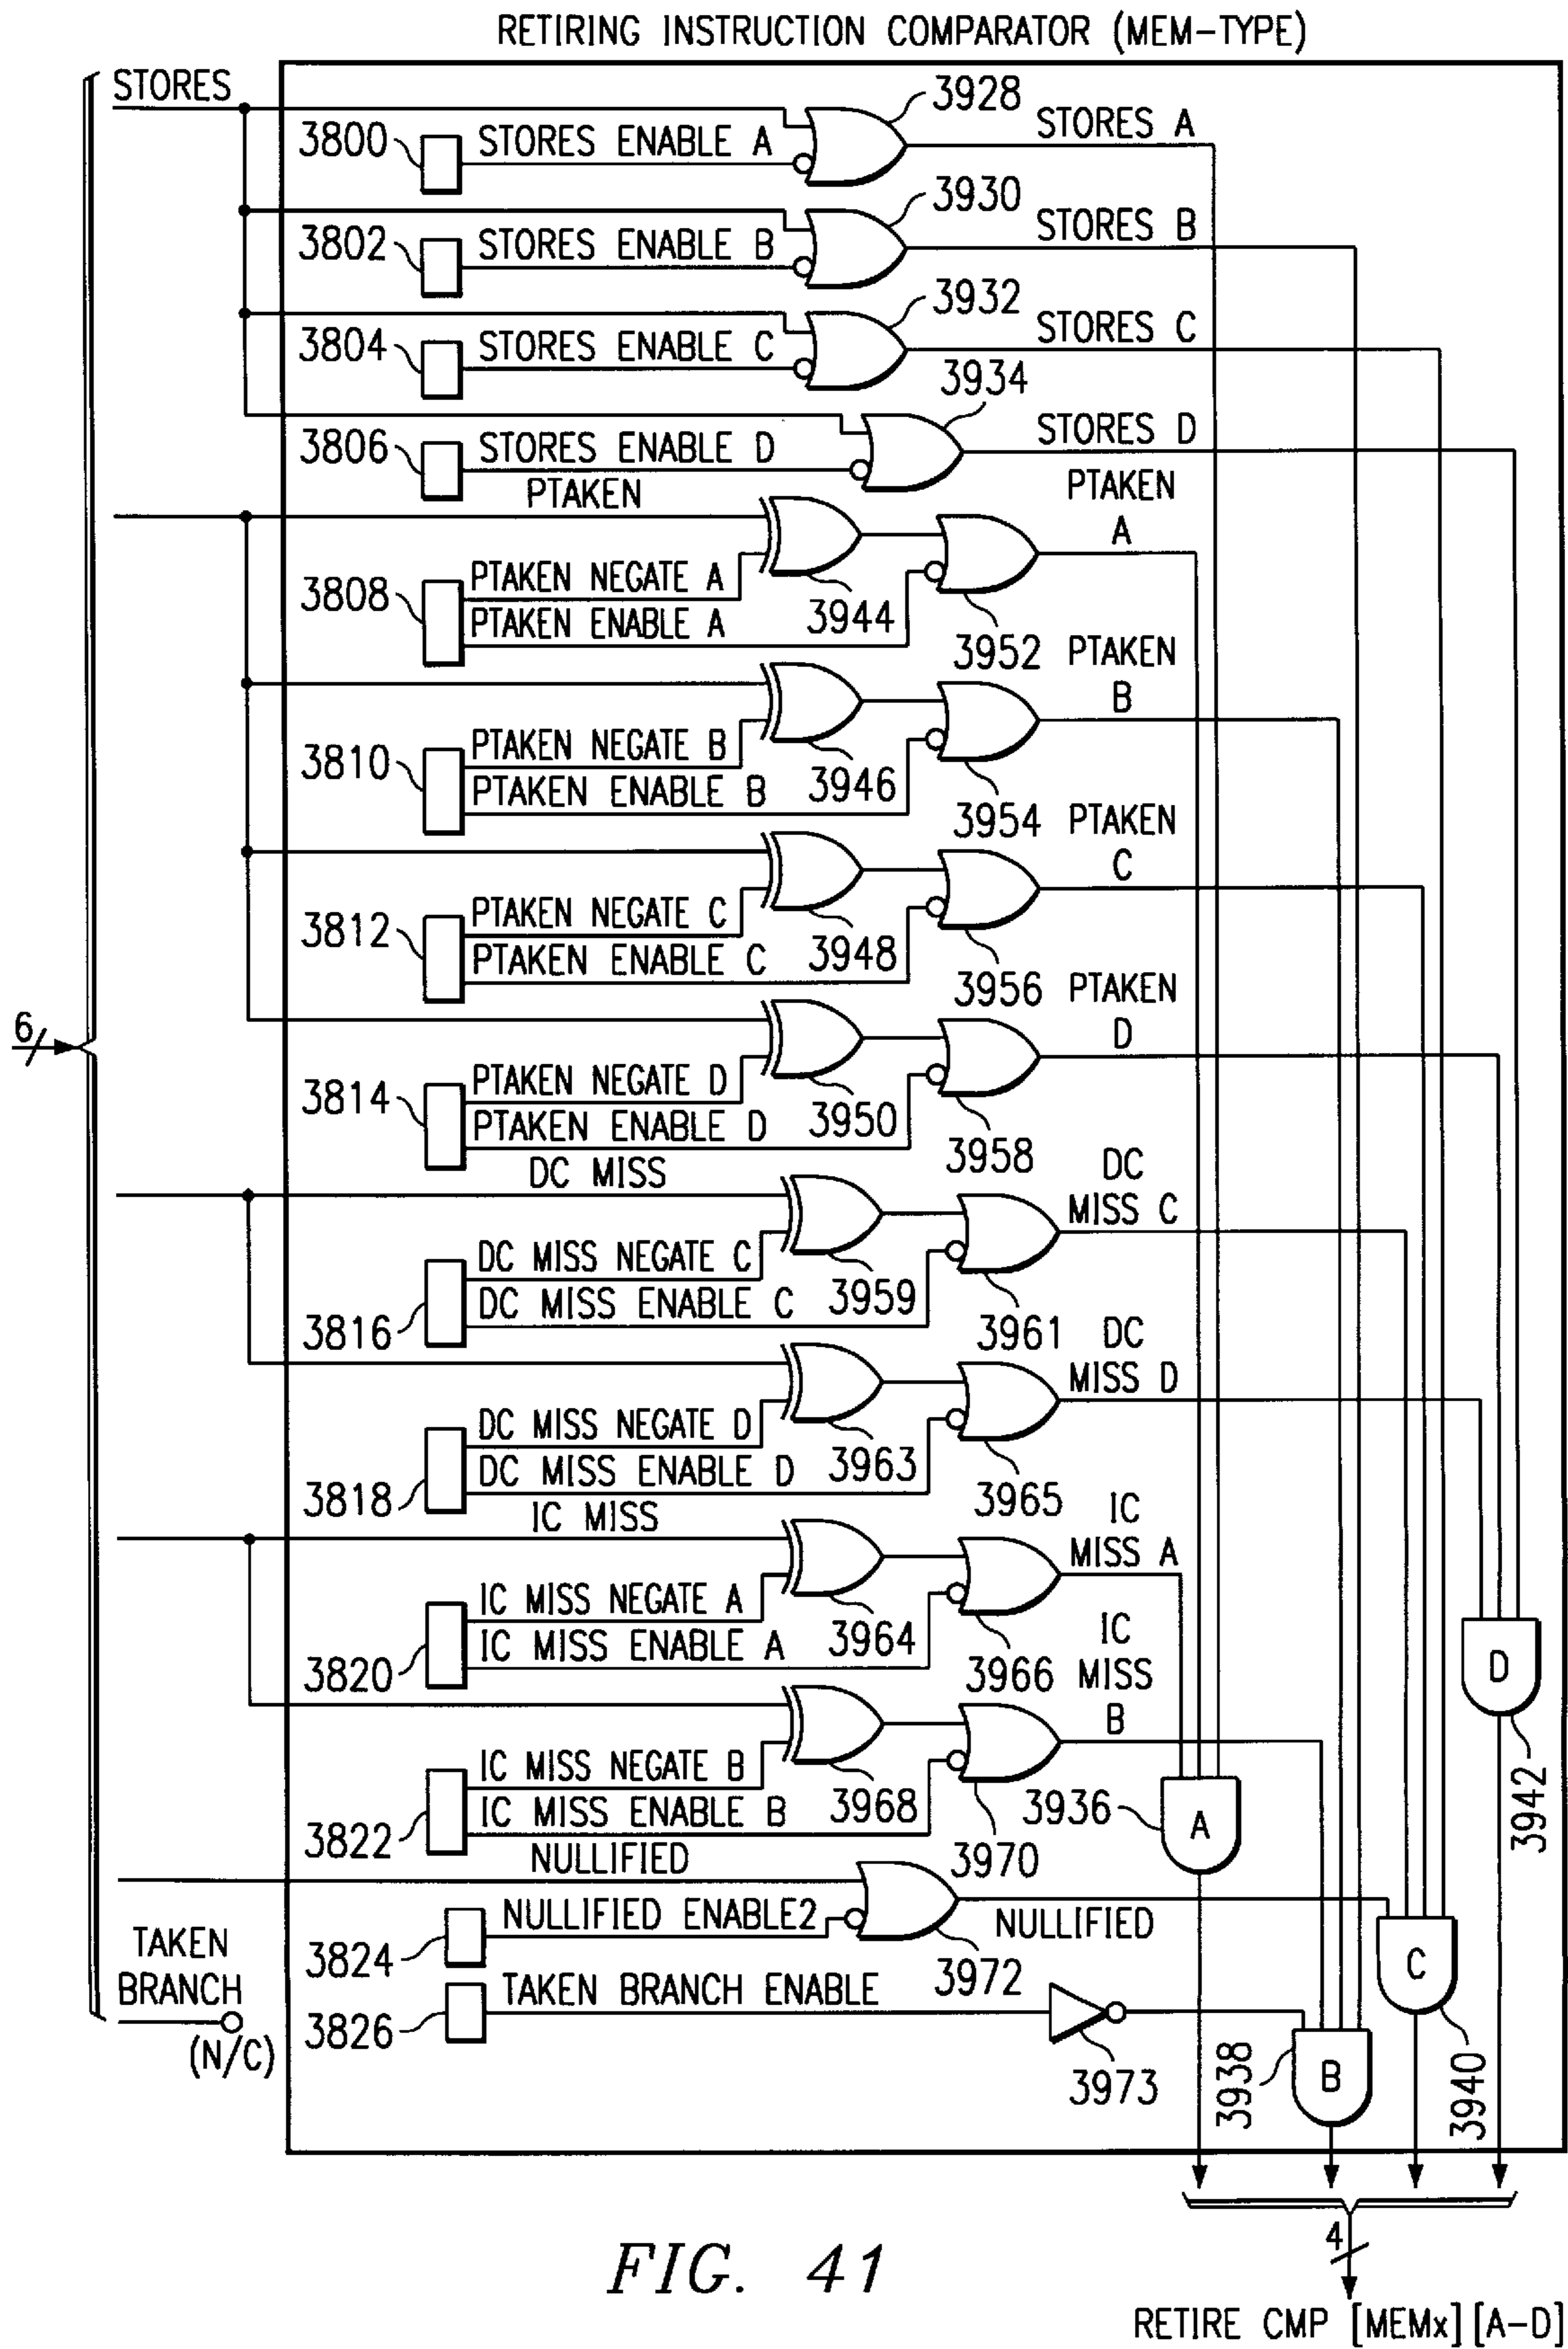 RETIRING INSTRUCTION COMPARATOR (MEM-TYPE)
STORES
3928
STORES A
3800
STORES ENABLE A
3930
STORES B
3802
STORES ENABLE B
3932
STORES C
3804
STORES ENABLE C
3934
STORES D
3806
STORES ENABLE D
PTAKEN
PTAKEN
A
3808
PTAKEN NEGATE A
PTAKEN ENABLE A
3944
3952
PTAKEN
B
3810
PTAKEN NEGATE B
PTAKEN ENABLE B
3946
3954
PTAKEN
C
3812
PTAKEN NEGATE C
PTAKEN ENABLE C
3948
3956
PTAKEN
D
6
3814
PTAKEN NEGATE D
PTAKEN ENABLE D
3950
3958
DC MISS
DC
MISS C
3816
DC MISS NEGATE C
DC MISS ENABLE C
3959
3961
DC
MISS D
3818
DC MISS NEGATE D
DC MISS ENABLE D
3963
3965
IC MISS
IC
MISS A
3820
IC MISS NEGATE A
IC MISS ENABLE A
3964
3966
IC
MISS
B
D
3942
3822
IC MISS NEGATE B
IC MISS ENABLE B
3968
3970
3936
A
NULLIFIED
3824
NULLIFIED ENABLE2
3972
NULLIFIED
C
3940
TAKEN
BRANCH
(N/C)
3826
TAKEN BRANCH ENABLE
3973
3938
B
4
FIG. 41
RETIRE CMP [MEMx][A-D]